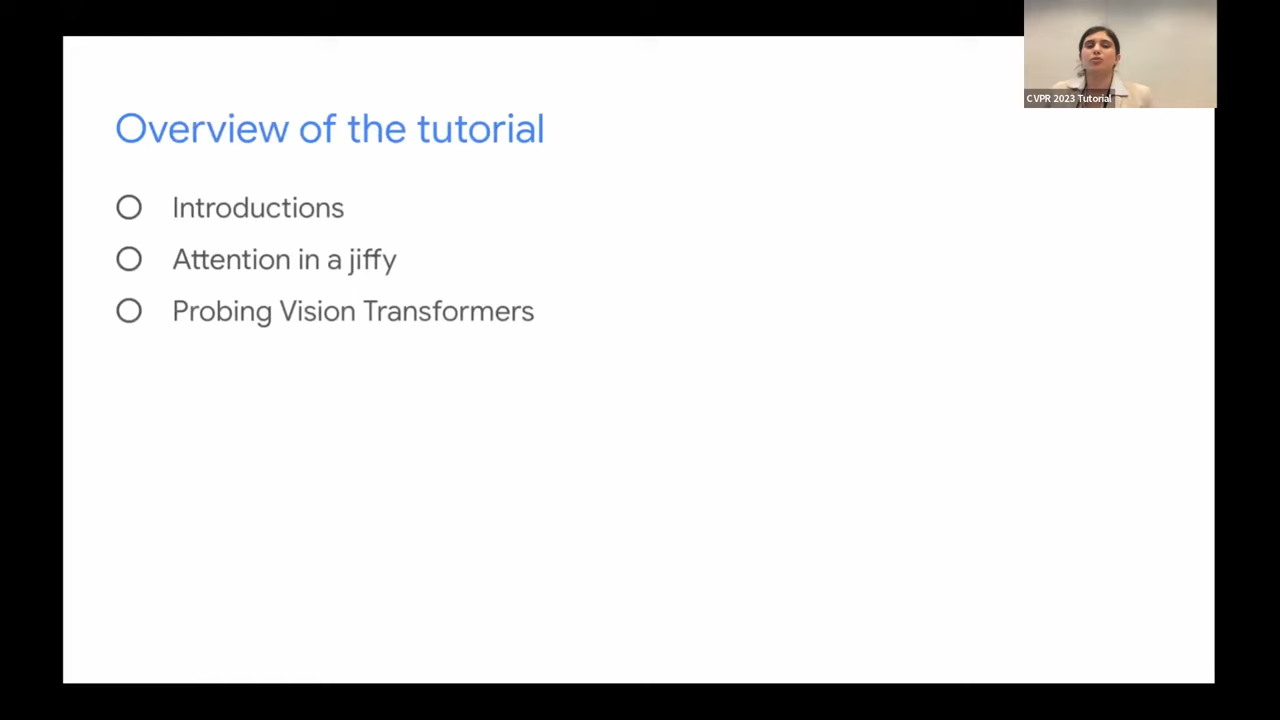 Overview of the tutorial
Introductions
Attention in a jiffy
Probing Vision Transformers
CVPR 2023 Tutorial